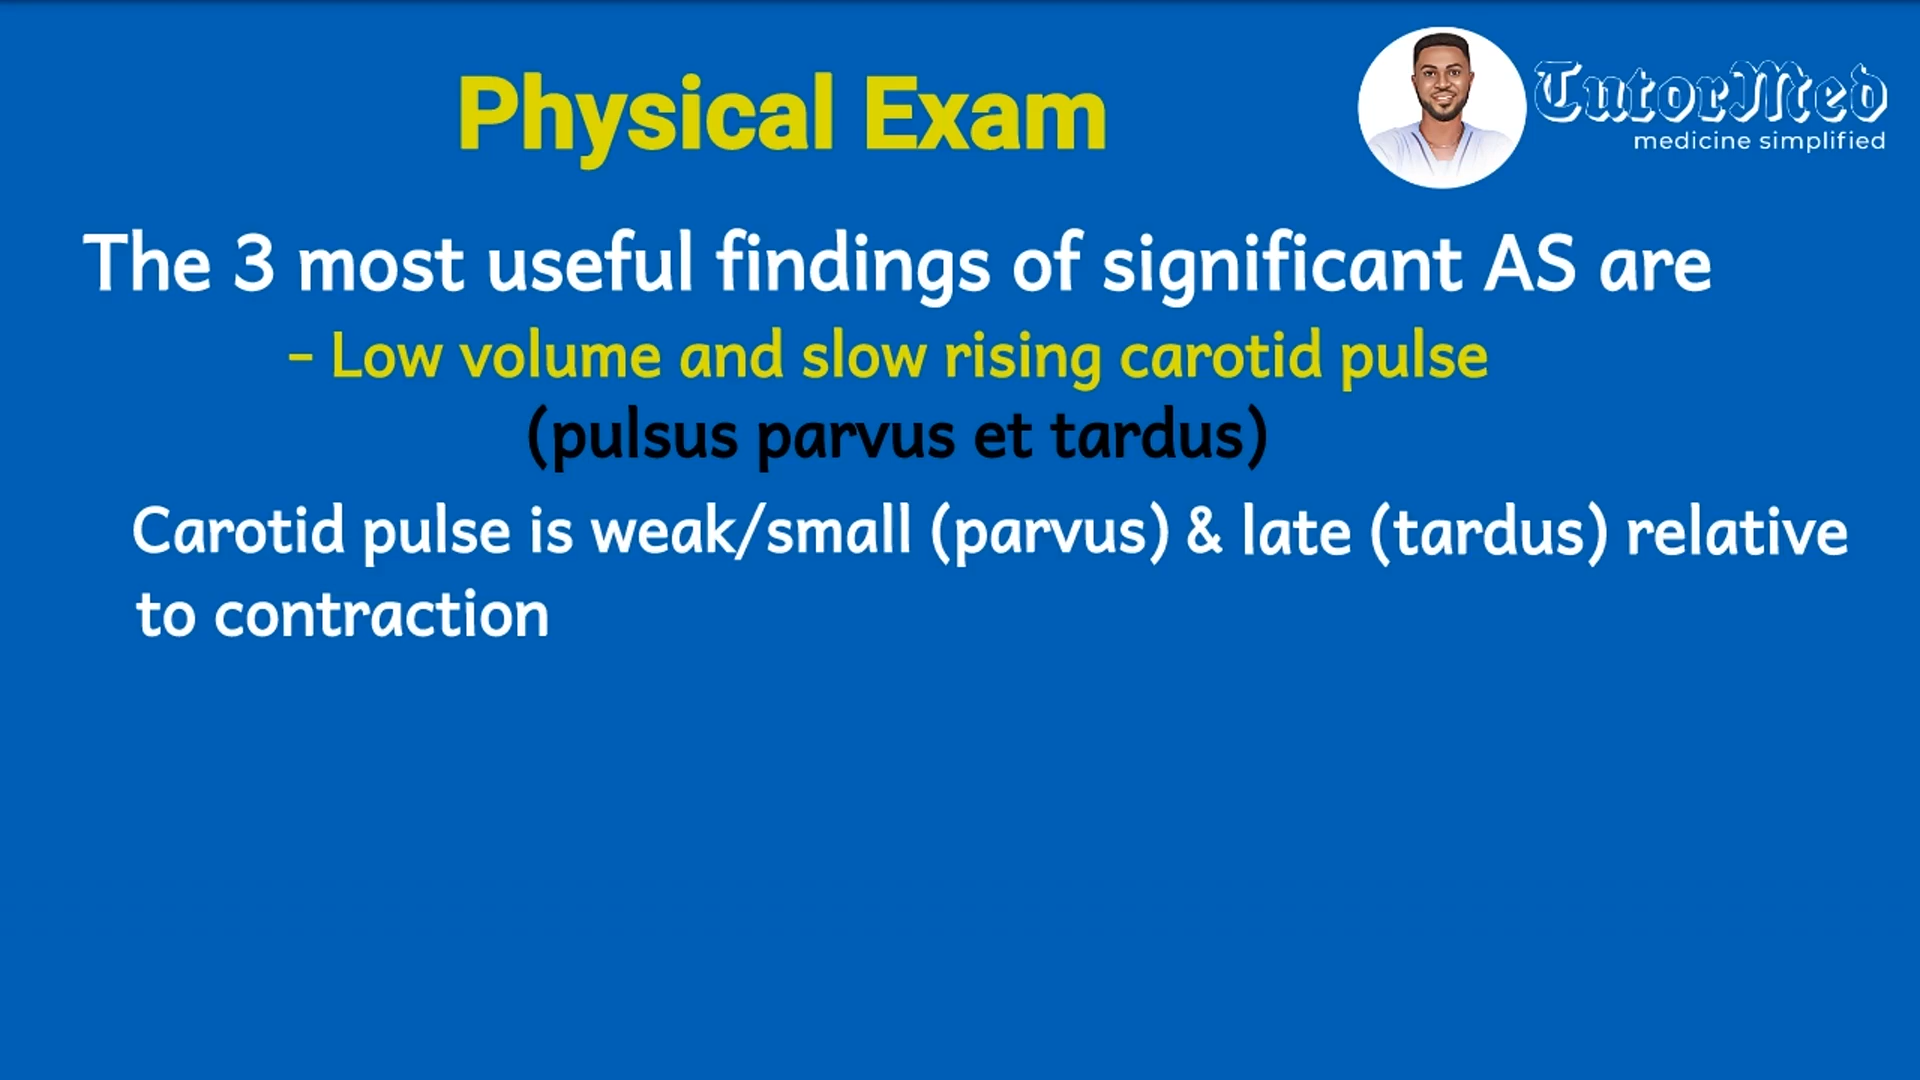 Physical Exam
TutorMed
medicine simplified
The 3 most useful findings of significant AS are
- Low volume and slow rising carotid pulse
(pulsus parvus et tardus)
Carotid pulse is weak/small (parvus) & late (tardus) relative
to contraction